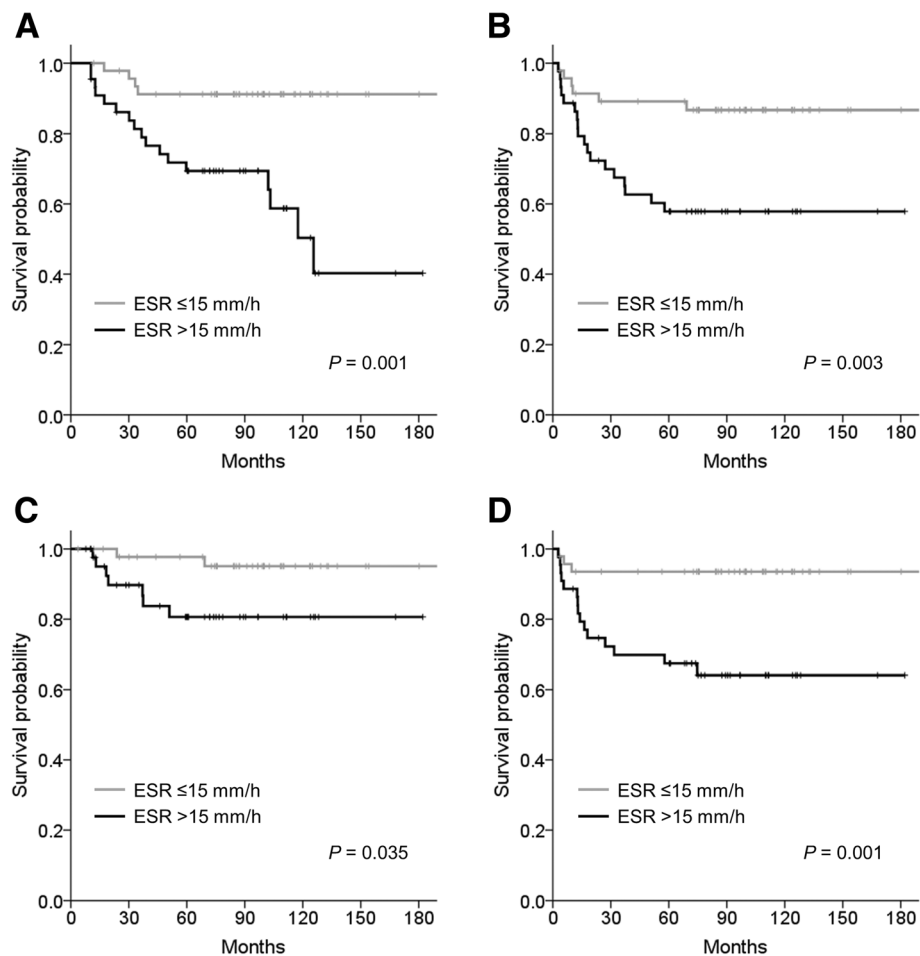 A
Survival probability
1.0
0.8
0.6
0.4
0.2
0.0
ESR ≤15 mm/h
ESR >15 mm/h
P = 0.001
0 30 60 90 120 150 180
Months
B
Survival probability
1.0
0.8
0.6
0.4
0.2
0.0
ESR ≤15 mm/h
ESR >15 mm/h
P = 0.003
0 30 60 90 120 150 180
Months
C
Survival probability
1.0
0.8
0.6
0.4
0.2
0.0
ESR ≤15 mm/h
ESR >15 mm/h
P = 0.035
0 30 60 90 120 150 180
Months
D
Survival probability
1.0
0.8
0.6
0.4
0.2
0.0
ESR ≤15 mm/h
ESR >15 mm/h
P = 0.001
0 30 60 90 120 150 180
Months